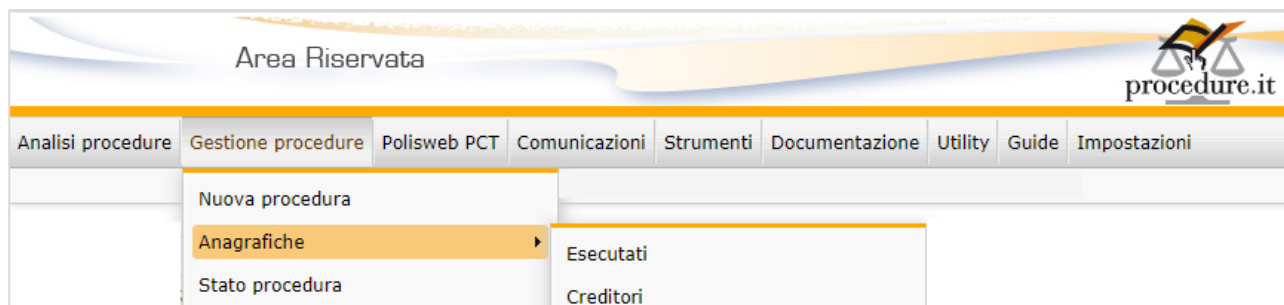 Area Riservata
procedure.it
Analisi procedure Gestione procedure Polisweb PCT Comunicazioni Strumenti Documentazione Utility Guide Impostazioni
Nuova procedura
Anagrafiche
Esecutati
Stato procedura
Creditori